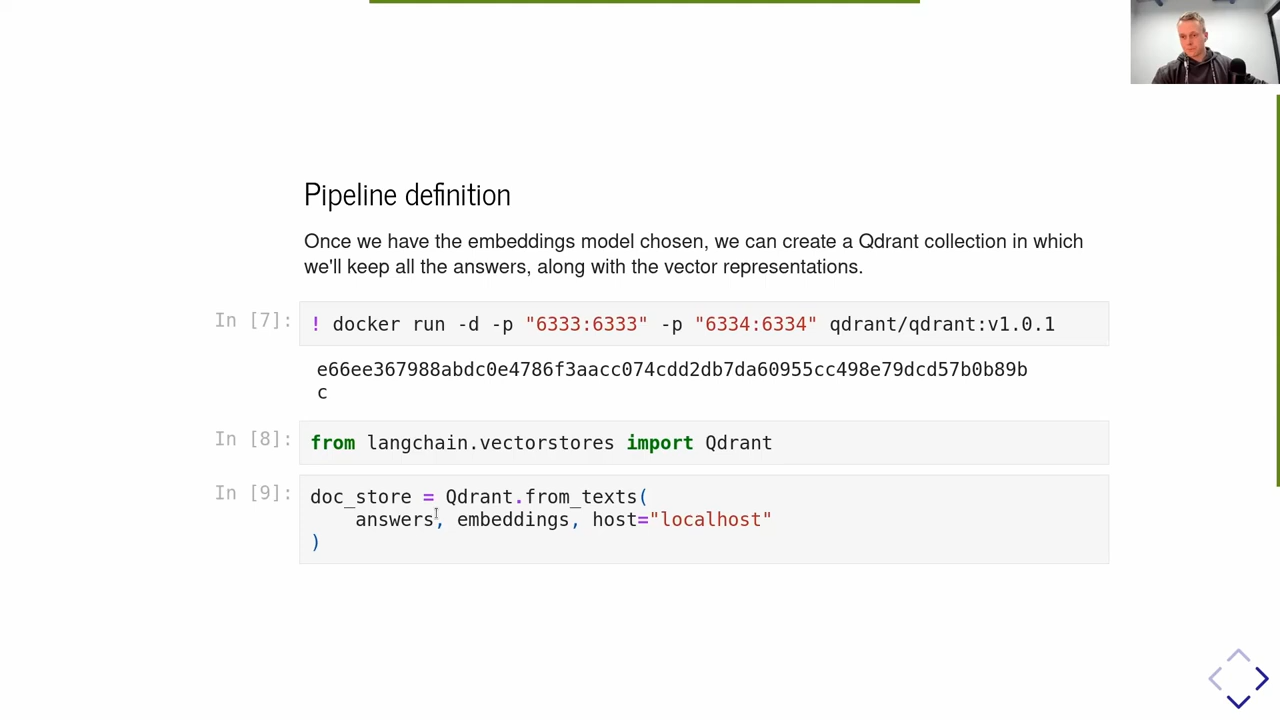 Pipeline definition
Once we have the embeddings model chosen, we can create a Qdrant collection in which
we'll keep all the answers, along with the vector representations.
In [7]: ! docker run -d -p "6333:6333" -p "6334:6334" qdrant/qdrant:v1.0.1
e66ee367988abdc0e4786f3aacc074cdd2db7da60955cc498e79dcd57b0b89b
c
In [8]: from langchain.vectorstores import Qdrant
In [9]: doc_store = Qdrant.from_texts(
answers, embeddings, host="localhost"
)